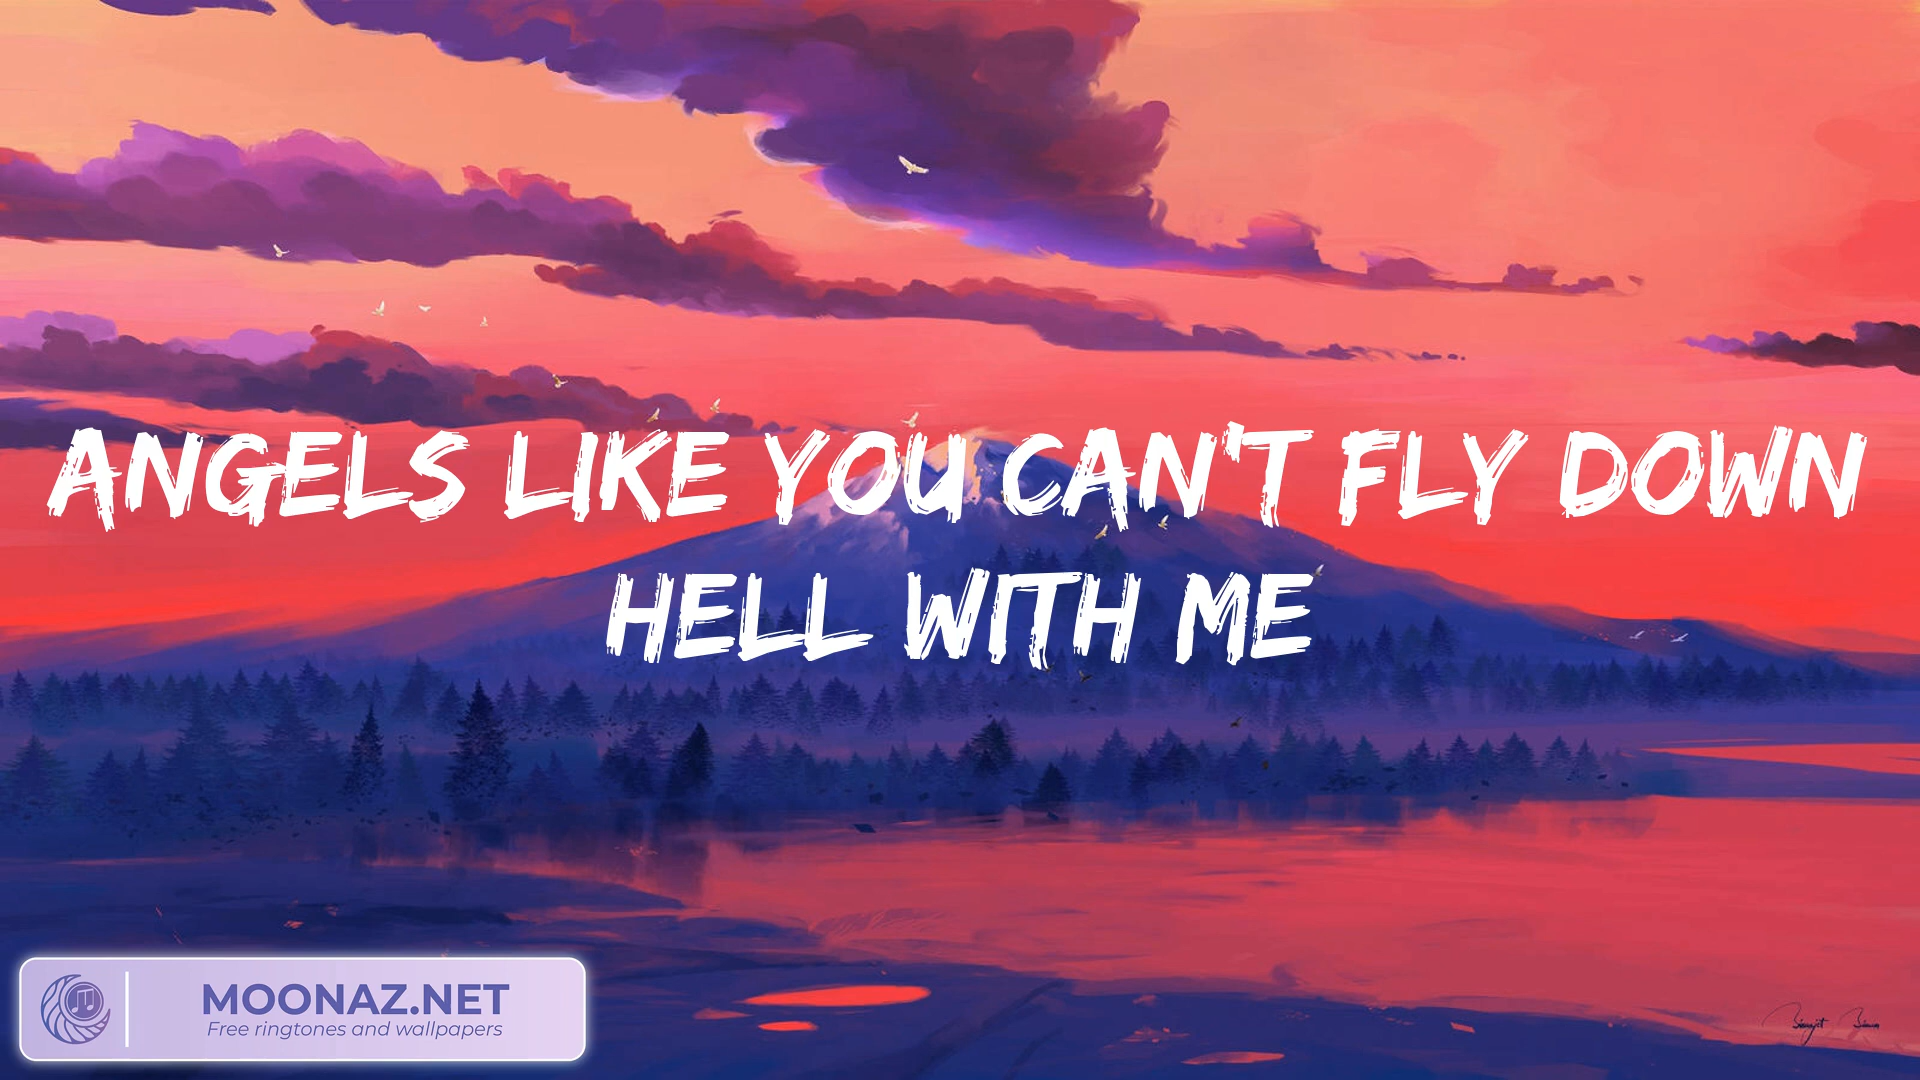 ANGELS LIKE YOU CAN'T FLY DOWN
HELL WITH ME
MOONAZ.NET
Free ringtones and wallpapers